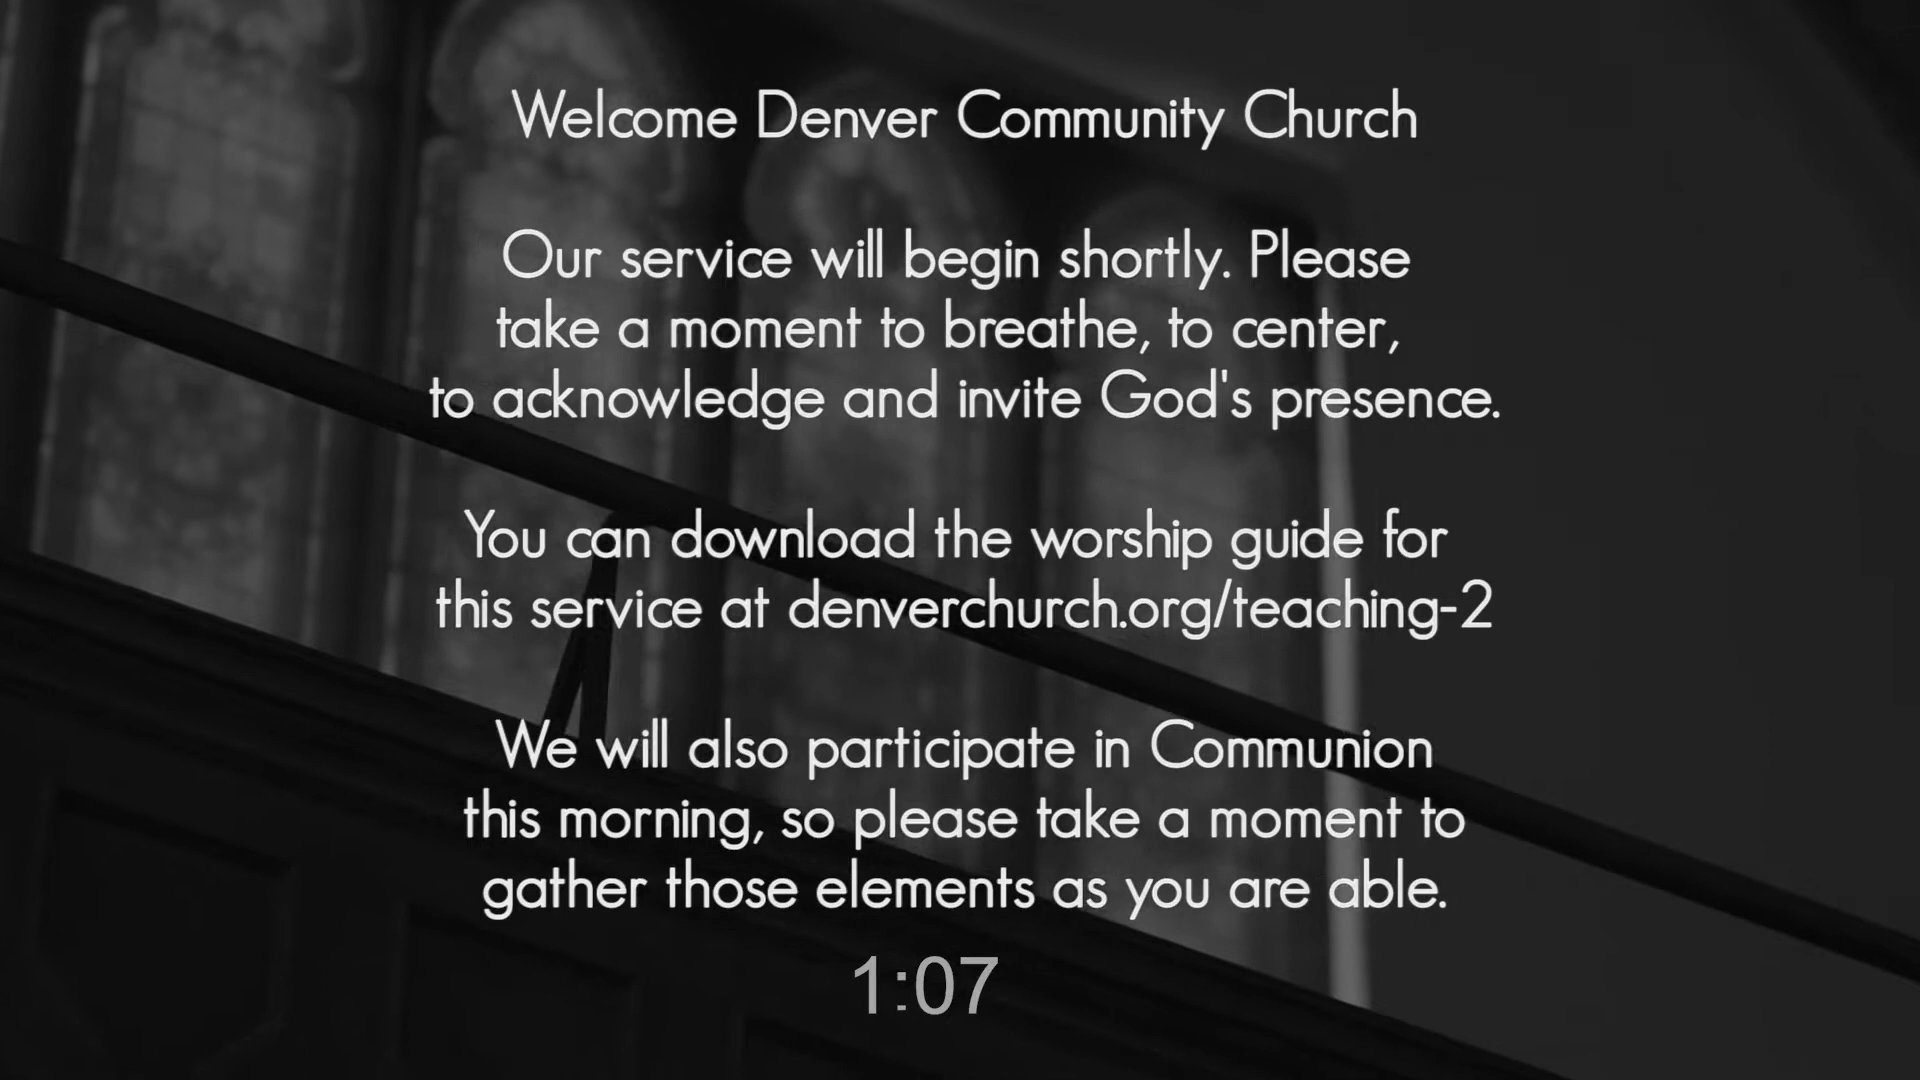 Welcome Denver Community Church
Our service will begin shortly. Please
take a moment to breathe, to center,
to acknowledge and invite God's presence.
You can download the worship guide for
this service at denverchurch.org/teaching-2
We will also participate in Communion
this morning, so please take a moment to
gather those elements as you are able.
1:07